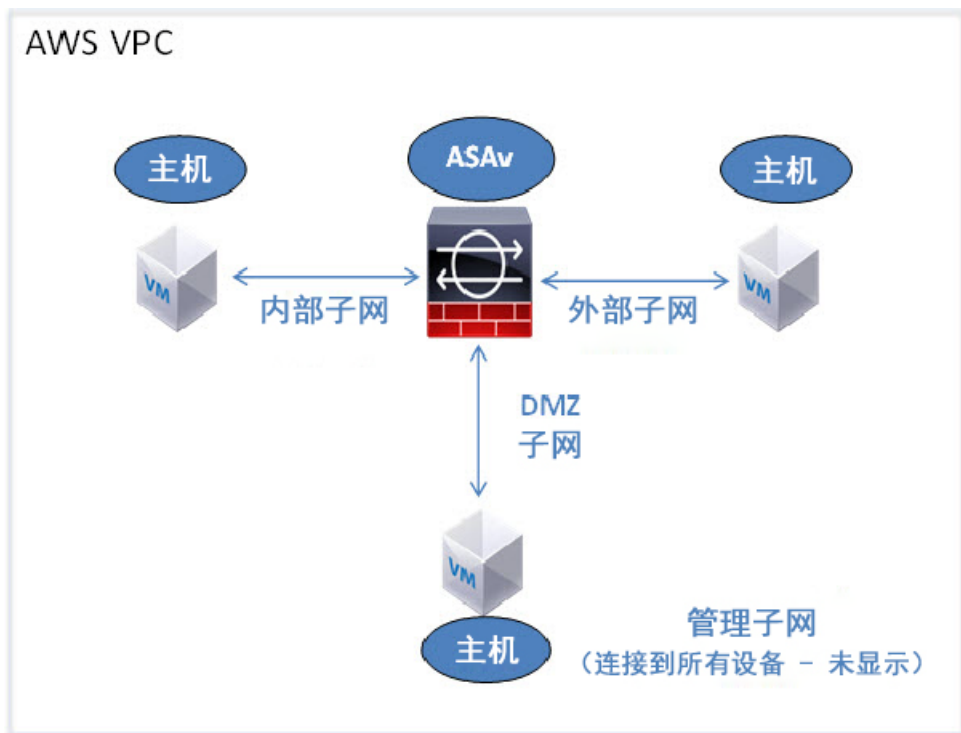 AWS VPC
主机
ASAv
主机
VM
VM
内部子网
外部子网
DMZ
子网
VM
主机
管理子网
（连接到所有设备 - 未显示）